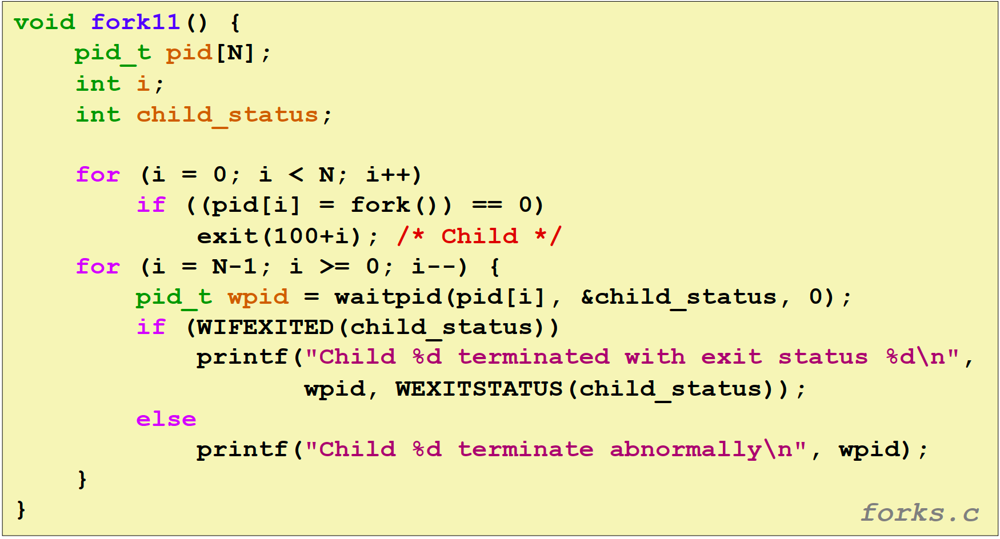 void fork11() {
    pid_t pid[N];
    int i;
    int child_status;

    for (i = 0; i < N; i++)
        if ((pid[i] = fork()) == 0)
            exit(100+i); /* Child */
    for (i = N-1; i >= 0; i--) {
        pid_t wpid = waitpid(pid[i], &child_status, 0);
        if (WIFEXITED(child_status))
            printf("Child %d terminated with exit status %d\n",
                   wpid, WEXITSTATUS(child_status));
        else
            printf("Child %d terminate abnormally\n", wpid);
    }
}
forks.c